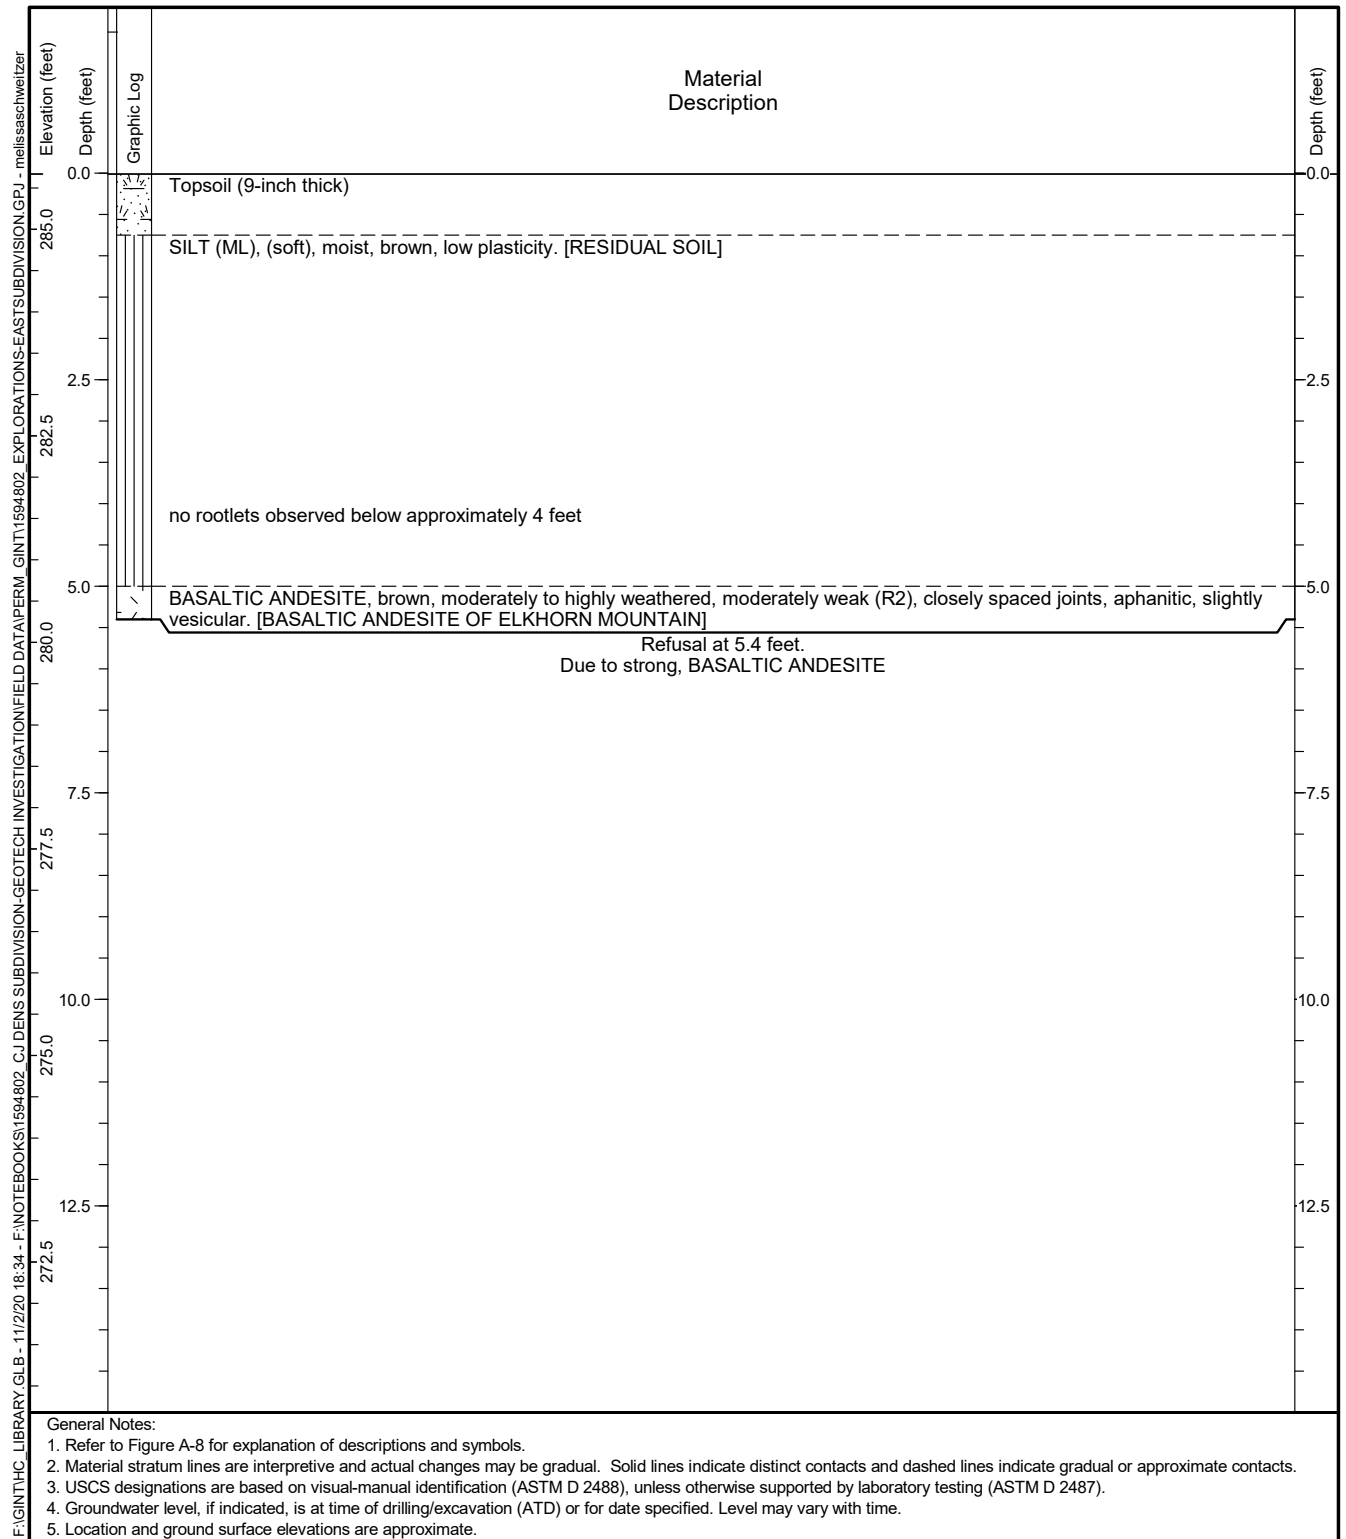 F:\GINT\HC_LIBRARY.GLB - 11/2/20 18:34 - F:\NOTEBOOKS\1594802_CJ DENS SUBDIVISION-GEOTECH INVESTIGATION\FIELD DATA\PERM_GINT\1594802_EXPLORATIONS-EASTSUBDIVISION.GPJ - melissaschweitzer
Elevation (feet)
Depth (feet)
Graphic Log
Material
Description
Depth (feet)
0.0
0.0
Topsoil (9-inch thick)
285.0
SILT (ML), (soft), moist, brown, low plasticity. [RESIDUAL SOIL]
2.5
2.5
282.5
no rootlets observed below approximately 4 feet
5.0
5.0
BASALTIC ANDESITE, brown, moderately to highly weathered, moderately weak (R2), closely spaced joints, aphanitic, slightly
vesicular. [BASALTIC ANDESITE OF ELKHORN MOUNTAIN]
280.0
Refusal at 5.4 feet.
Due to strong, BASALTIC ANDESITE
7.5
7.5
277.5
10.0
10.0
275.0
12.5
12.5
272.5
General Notes:
1. Refer to Figure A-8 for explanation of descriptions and symbols.
2. Material stratum lines are interpretive and actual changes may be gradual. Solid lines indicate distinct contacts and dashed lines indicate gradual or approximate contacts.
3. USCS designations are based on visual-manual identification (ASTM D 2488), unless otherwise supported by laboratory testing (ASTM D 2487).
4. Groundwater level, if indicated, is at time of drilling/excavation (ATD) or for date specified. Level may vary with time.
5. Location and ground surface elevations are approximate.